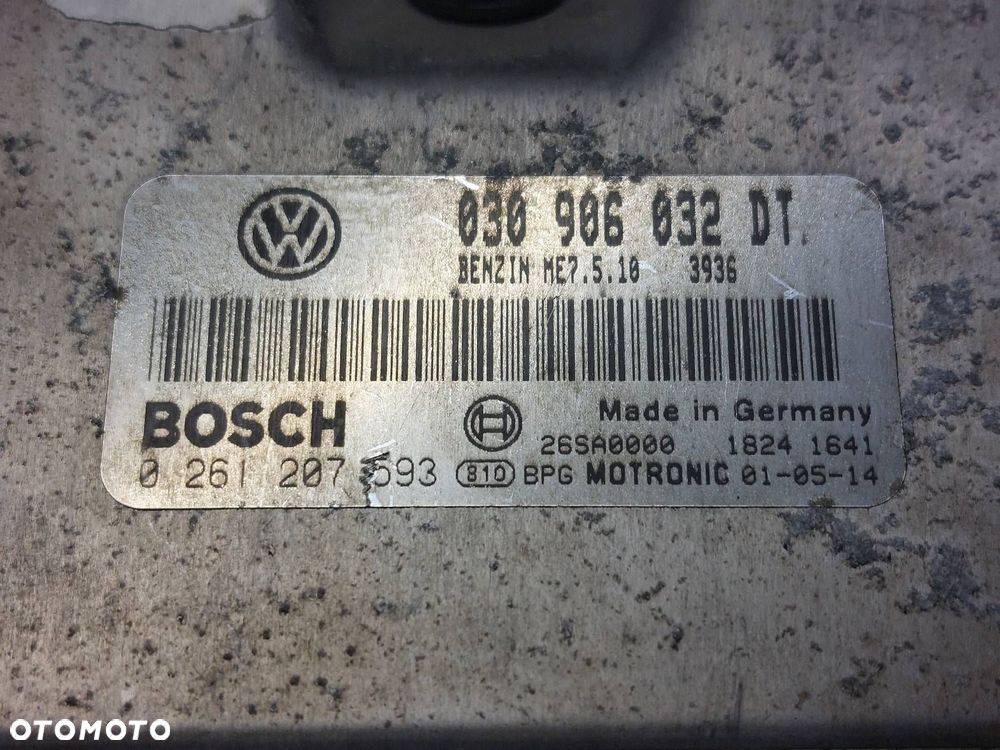 030 906 032 DT.
BENZIN ME7.5.10 3936
BOSCH Made in Germany
26SA0000 1824 1641
0 261 207 593 810 BPG MOTRONIC 01-05-14
OTOMOTO